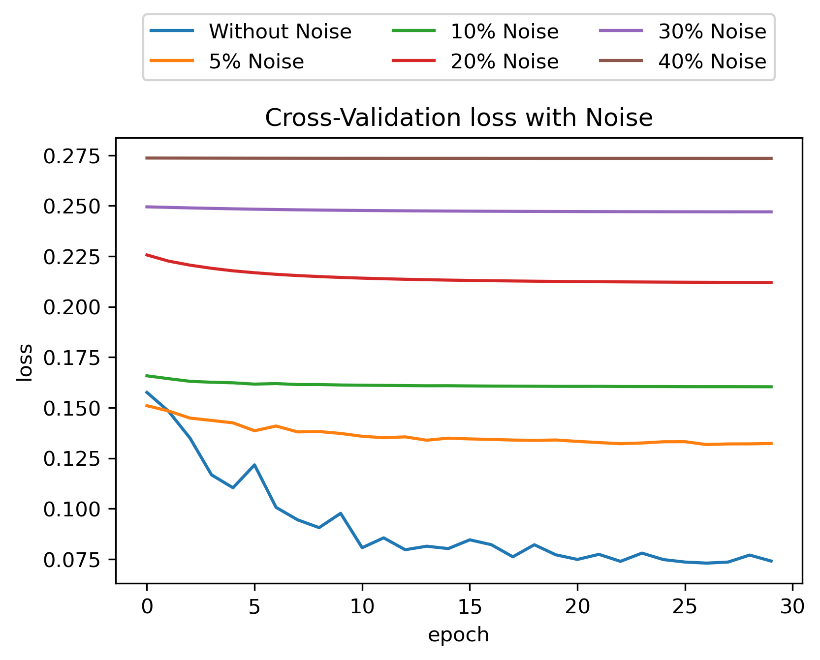 Without Noise 10% Noise 30% Noise
5% Noise 20% Noise 40% Noise
Cross-Validation loss with Noise
0.275
0.250
0.225
0.200
0.175
0.150
0.125
0.100
0.075
loss
0 5 10 15 20 25 30
epoch